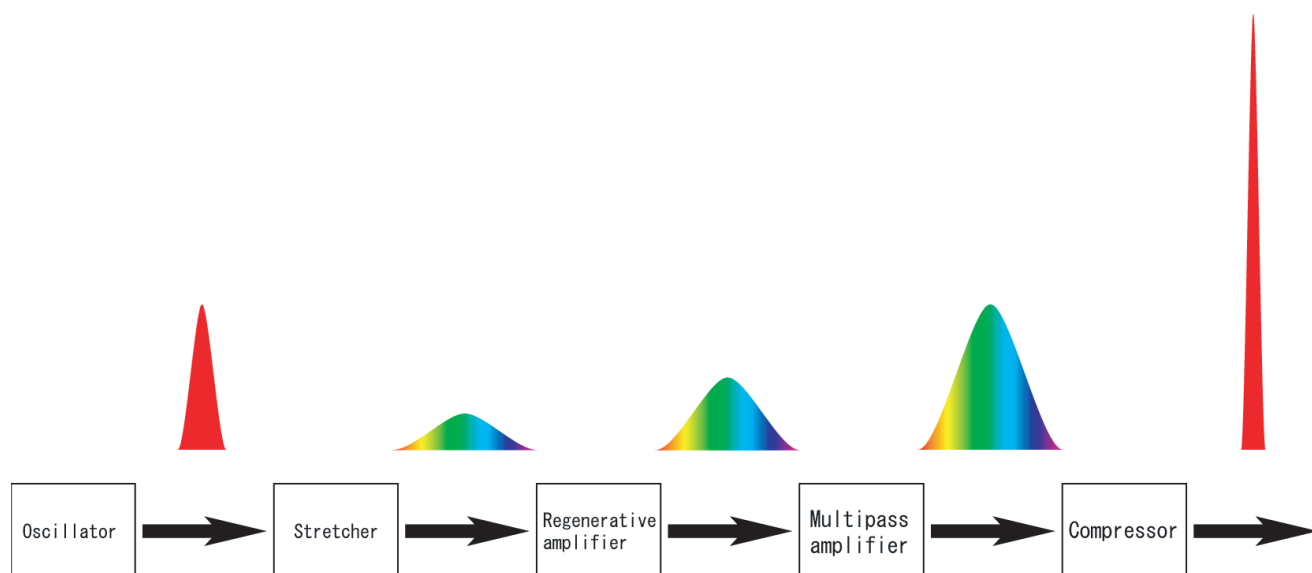 Oscillator
Stretcher
Regenerative
amplifier
Multipass
amplifier
Compressor